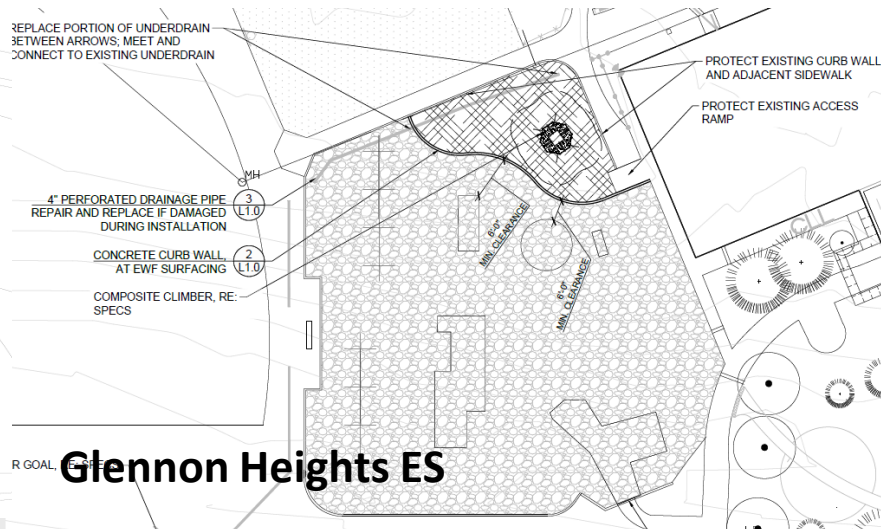 REPLACE PORTION OF UNDERDRAIN
BETWEEN ARROWS; MEET AND
CONNECT TO EXISTING UNDERDRAIN
PROTECT EXISTING CURB WALL
AND ADJACENT SIDEWALK
PROTECT EXISTING ACCESS
RAMP
MH
4" PERFORATED DRAINAGE PIPE
REPAIR AND REPLACE IF DAMAGED
DURING INSTALLATION
3
L1.0
CONCRETE CURB WALL,
AT EWF SURFACING
2
L1.0
COMPOSITE CLIMBER, RE:
SPECS
6'-0"
MIN. CLEARANCE
6'-0"
MIN. CLEARANCE
CLL
R GOAL, RE: SPECS
Glennon Heights ES